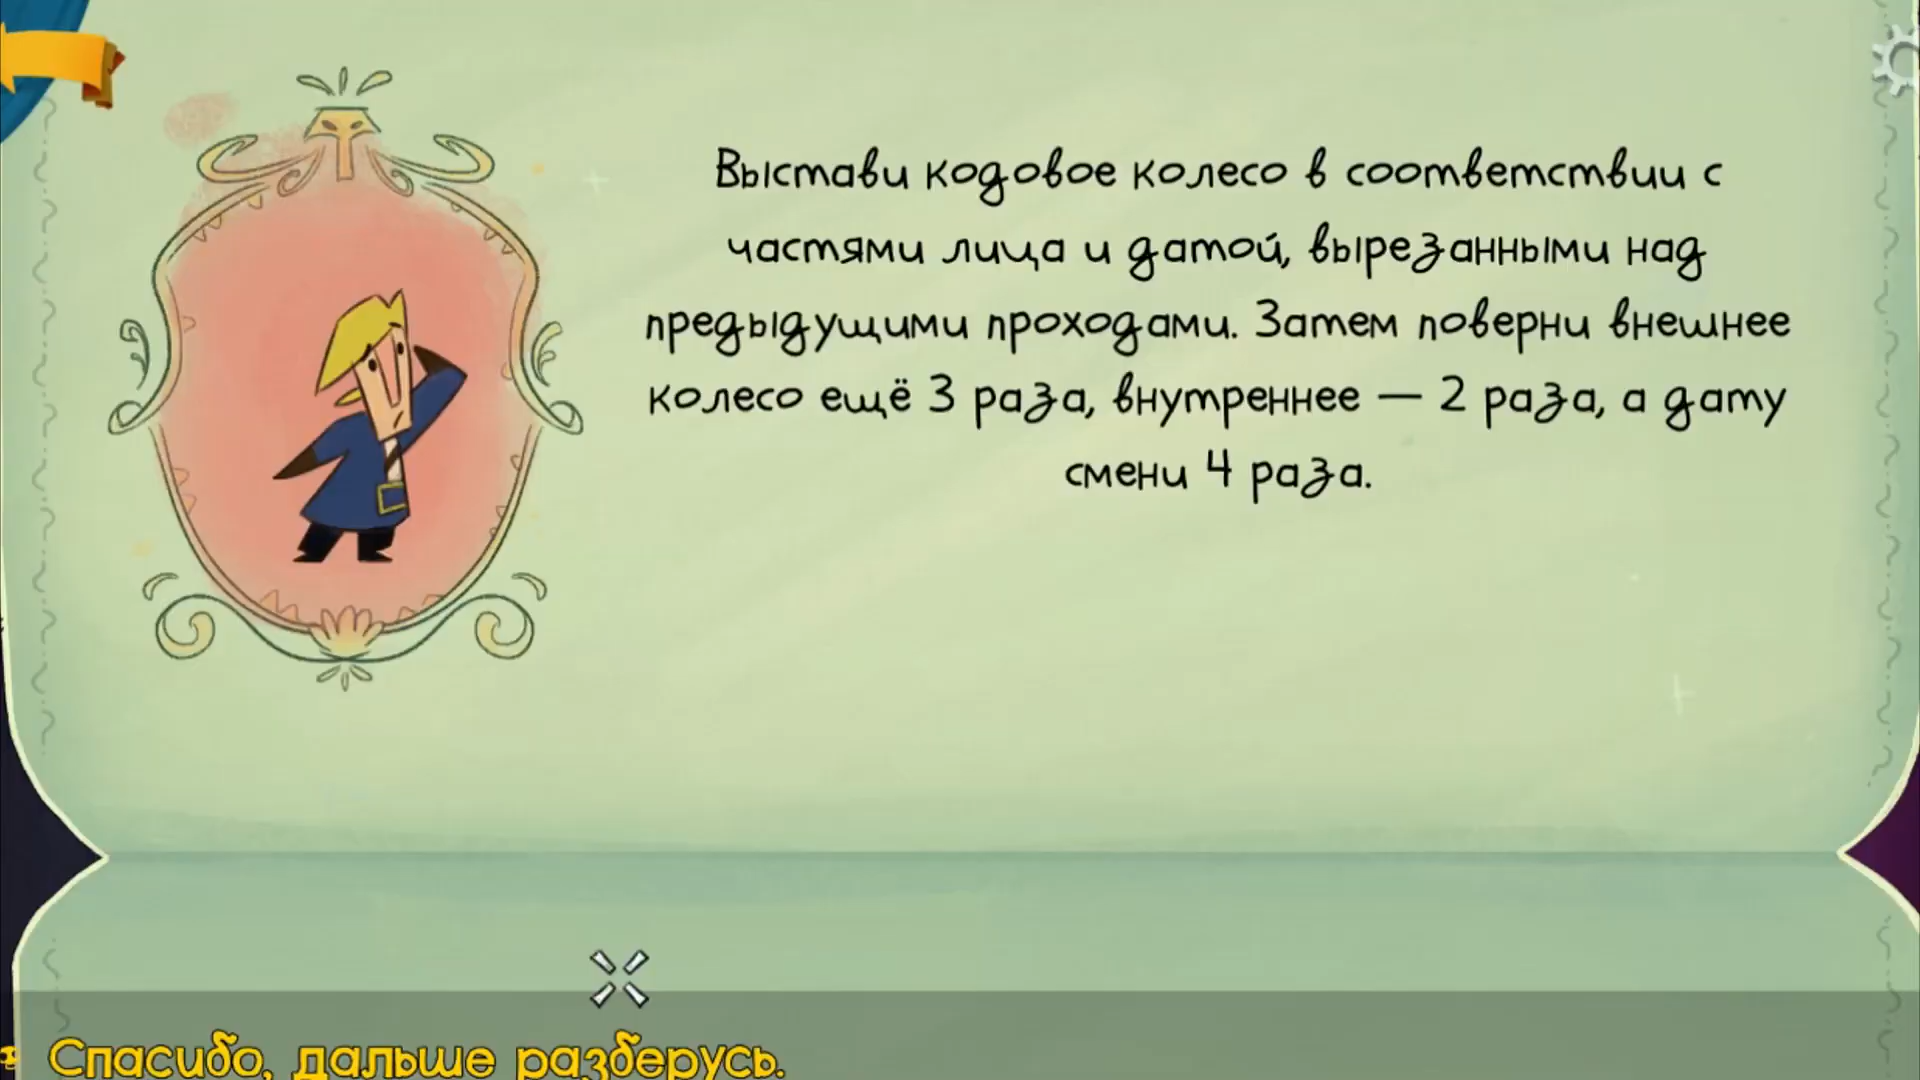 Выстави кодовое колесо в соответствии с
частями лица и датой, вырезанными над
предыдущими проходами. Затем поверни внешнее
колесо ещё 3 раза, внутреннее — 2 раза, а дату
смени 4 раза.
Спасибо, дальше разберусь.